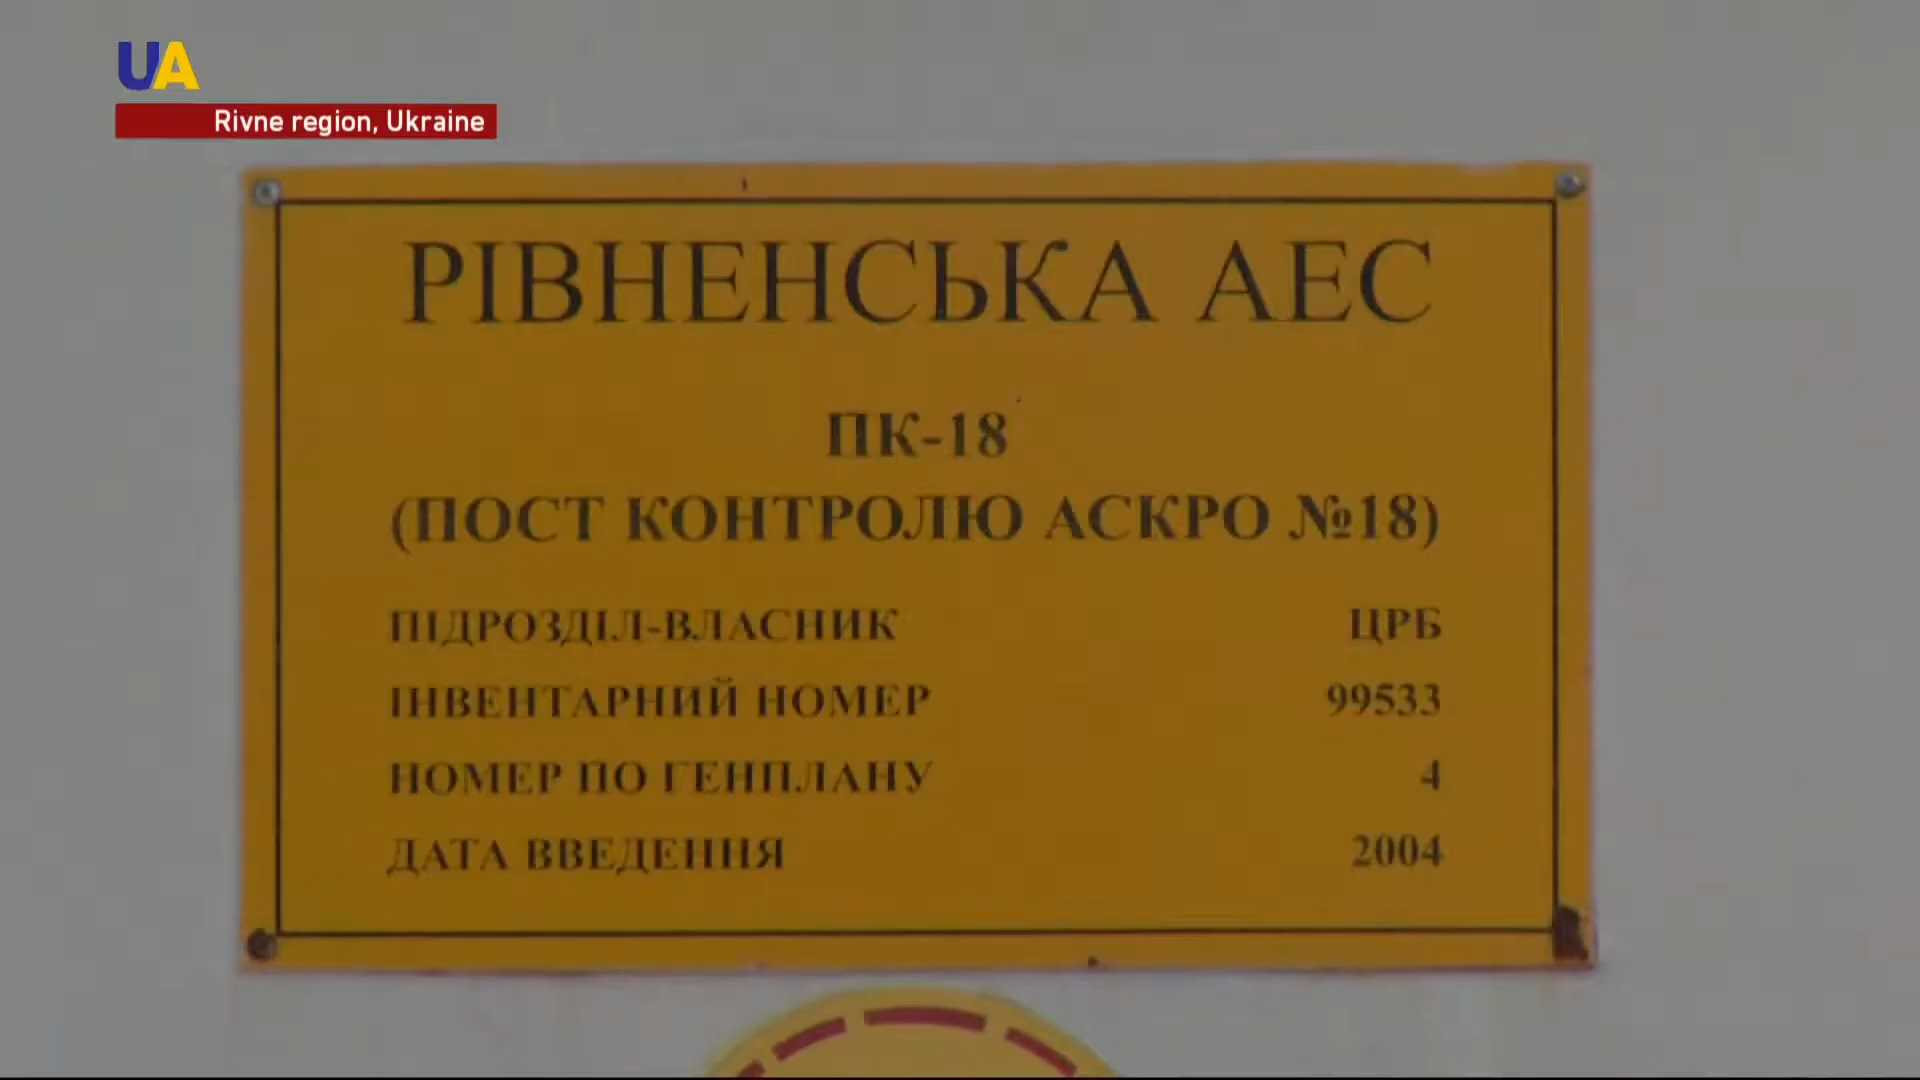 UA
Rivne region, Ukraine
РІВНЕНСЬКА АЕС
ПК-18
(ПОСТ КОНТРОЛЮ АСКРО №18)
ПІДРОЗДІЛ-ВЛАСНИК ЦРБ
ІНВЕНТАРНИЙ НОМЕР 99533
НОМЕР ПО ГЕНПЛАНУ 4
ДАТА ВВЕДЕННЯ 2004